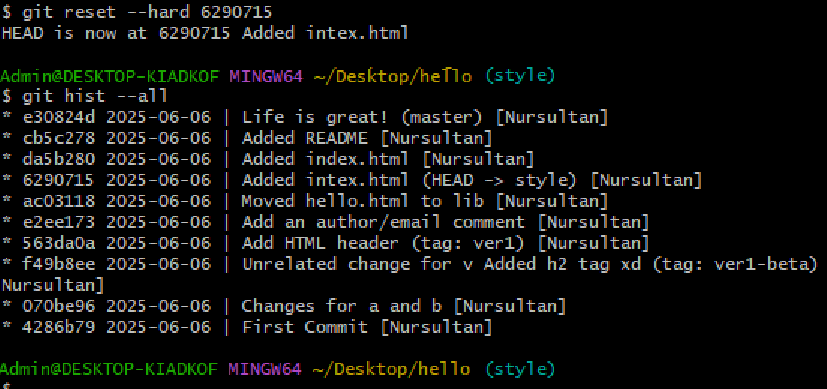 $ git reset --hard 6290715
HEAD is now at 6290715 Added intex.html
Admin@DESKTOP-KIADKOF MINGW64 ~/Desktop/hello (style)
$ git hist --all
* e30824d 2025-06-06 | Life is great! (master) [Nursultan]
* cb5c278 2025-06-06 | Added README [Nursultan]
* da5b280 2025-06-06 | Added index.html [Nursultan]
* 6290715 2025-06-06 | Added intex.html (HEAD -> style) [Nursultan]
* ac03118 2025-06-06 | Moved hello.html to lib [Nursultan]
* e2ee173 2025-06-06 | Add an author/email comment [Nursultan]
* 563da0a 2025-06-06 | Add HTML header (tag: ver1) [Nursultan]
* f49b8ee 2025-06-06 | Unrelated change for v Added h2 tag xd (tag: ver1-beta)
Nursultan]
* 070be96 2025-06-06 | Changes for a and b [Nursultan]
* 4286b79 2025-06-06 | First Commit [Nursultan]
Admin@DESKTOP-KIADKOF MINGW64 ~/Desktop/hello (style)
$